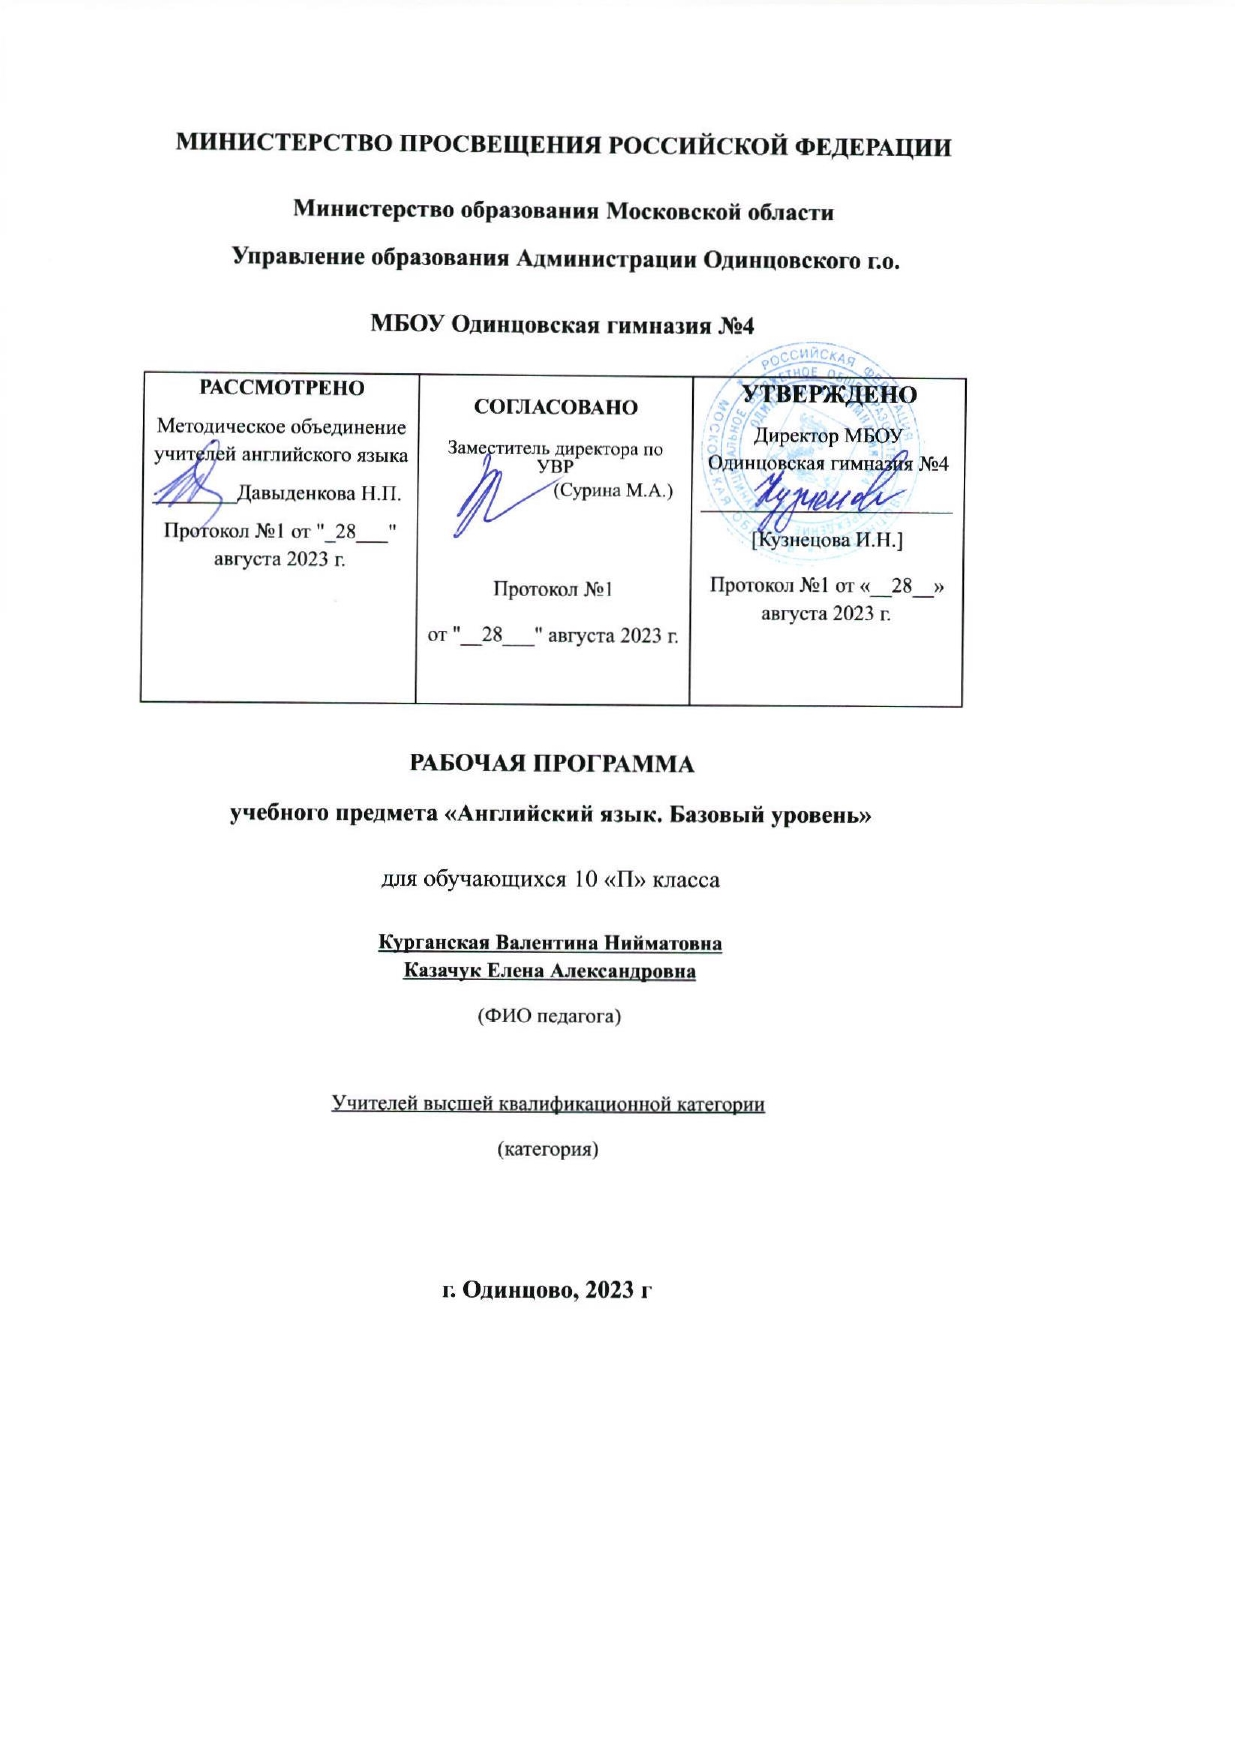 МИНИСТЕРСТВО ПРОСВЕЩЕНИЯ РОССИЙСКОЙ ФЕДЕРАЦИИ
Министерство образования Московской области
Управление образования Администрации Одинцовского г.о.
МБОУ Одинцовская гимназия №4
РАССМОТРЕНО
Методическое объединение
учителей английского языка
________Давыденкова Н.П.
Протокол №1 от "_28___"
августа 2023 г.
СОГЛАСОВАНО
Заместитель директора по
УВР
(Сурина М.А.)
Протокол №1
от "__28___" августа 2023 г.
РОССИЙСКАЯ ФЕДЕРАЦИЯ
УТВЕРЖДЕНО
Директор МБОУ
Одинцовская гимназия №4
[Кузнецова И.Н.]
Протокол №1 от «__28__»
августа 2023 г.
РАБОЧАЯ ПРОГРАММА
учебного предмета «Английский язык. Базовый уровень»
для обучающихся 10 «П» класса
Курганская Валентина Нийматовна
Казачук Елена Александровна
(ФИО педагога)
Учителей высшей квалификационной категории
(категория)
г. Одинцово, 2023 г